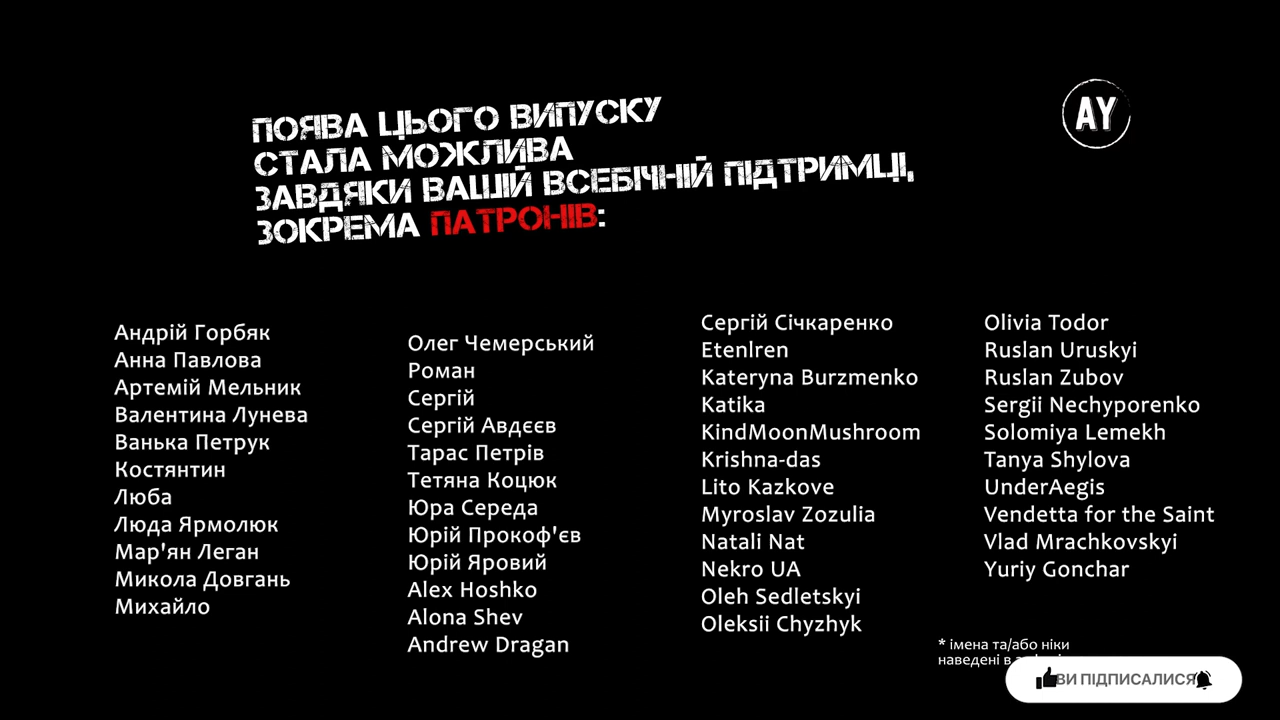 ПОЯВА ЦЬОГО ВИПУСКУ
СТАЛА МОЖЛИВА
ЗАВДЯКИ ВАШІЙ ВСЕБІЧНІЙ ПІДТРИМЦІ,
ЗОКРЕМА ПАТРОНІВ:
AY
Андрій Горбяк
Анна Павлова
Артемій Мельник
Валентина Лунева
Ванька Петрук
Костянтин
Люба
Люда Ярмолюк
Мар'ян Леган
Микола Довгань
Михайло
Олег Чемерський
Роман
Сергій
Сергій Авдєєв
Тарас Петрів
Тетяна Коцюк
Юра Середа
Юрій Прокоф'єв
Юрій Яровий
Alex Hoshko
Alona Shev
Andrew Dragan
Сергій Січкаренко
Etenlren
Kateryna Burzmenko
Katika
KindMoonMushroom
Krishna-das
Lito Kazkove
Myroslav Zozulia
Natali Nat
Nekro UA
Oleh Sedletskyi
Oleksii Chyzhyk
Olivia Todor
Ruslan Uruskyi
Ruslan Zubov
Sergii Nechyporenko
Solomiya Lemekh
Tanya Shylova
UnderAegis
Vendetta for the Saint
Vlad Mrachkovskyi
Yuriy Gonchar
* імена та/або ніки
наведені в
ВИ ПІДПИСАЛИСЯ